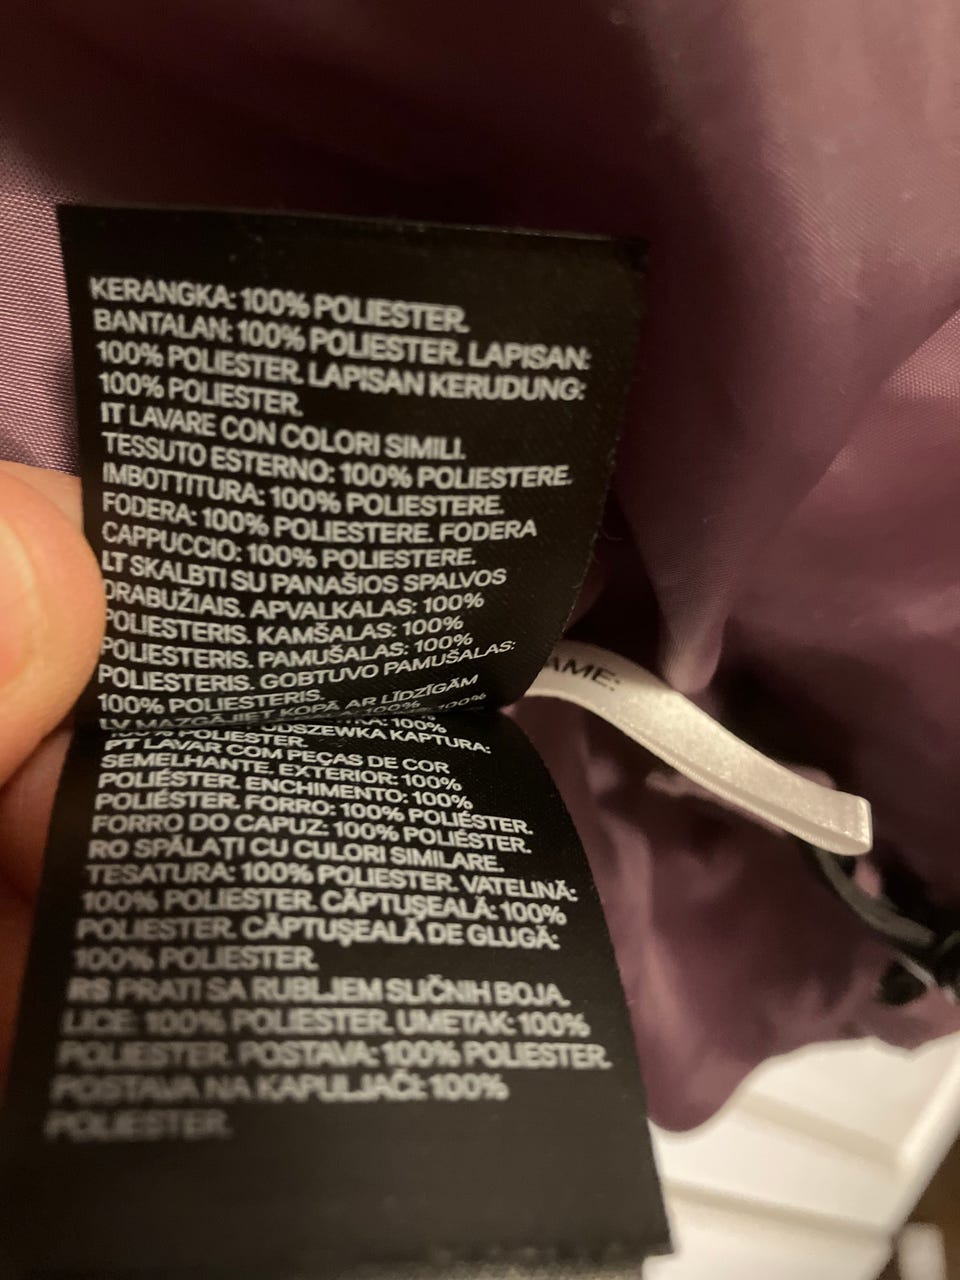 KERANGKA: 100% POLIESTER.
BANTALAN: 100% POLIESTER. LAPISAN:
100% POLIESTER. LAPISAN KERUDUNG:
100% POLIESTER.
IT LAVARE CON COLORI SIMILI.
TESSUTO ESTERNO: 100% POLIESTERE.
IMBOTTITURA: 100% POLIESTERE.
FODERA: 100% POLIESTERE. FODERA
CAPPUCCIO: 100% POLIESTERE.
LT SKALBTI SU PANAŠIOS SPALVOS
DRABUŽIAIS. APVALKALAS: 100%
POLIESTERIS. KAMŠALAS: 100%
POLIESTERIS. PAMUŠALAS: 100%
POLIESTERIS. GOBTUVO PAMUŠALAS:
100% POLIESTERIS.
LV MAZGĀJIET KOPĀ AR LĪDZĪGĀM
100%
100%
ODSZEWKA KAPTURA:
100% POLIESTER.
PT LAVAR COM PEÇAS DE COR
SEMELHANTE. EXTERIOR: 100%
POLIÉSTER. ENCHIMENTO: 100%
POLIÉSTER. FORRO: 100% POLIÉSTER.
FORRO DO CAPUZ: 100% POLIÉSTER.
RO SPĂLAȚI CU CULORI SIMILARE.
TESATURA: 100% POLIESTER. VATELINĂ:
100% POLIESTER. CĂPTUȘEALĂ: 100%
POLIESTER. CĂPTUȘEALĂ DE GLUGĂ:
100% POLIESTER.
RS PRATI SA RUBLJEM SLIČNIH BOJA.
LICE: 100% POLIESTER. UMETAK: 100%
POLIESTER. POSTAVA: 100% POLIESTER.
POSTAVA NA KAPULJAČI: 100%
POLIESTER.
AME: